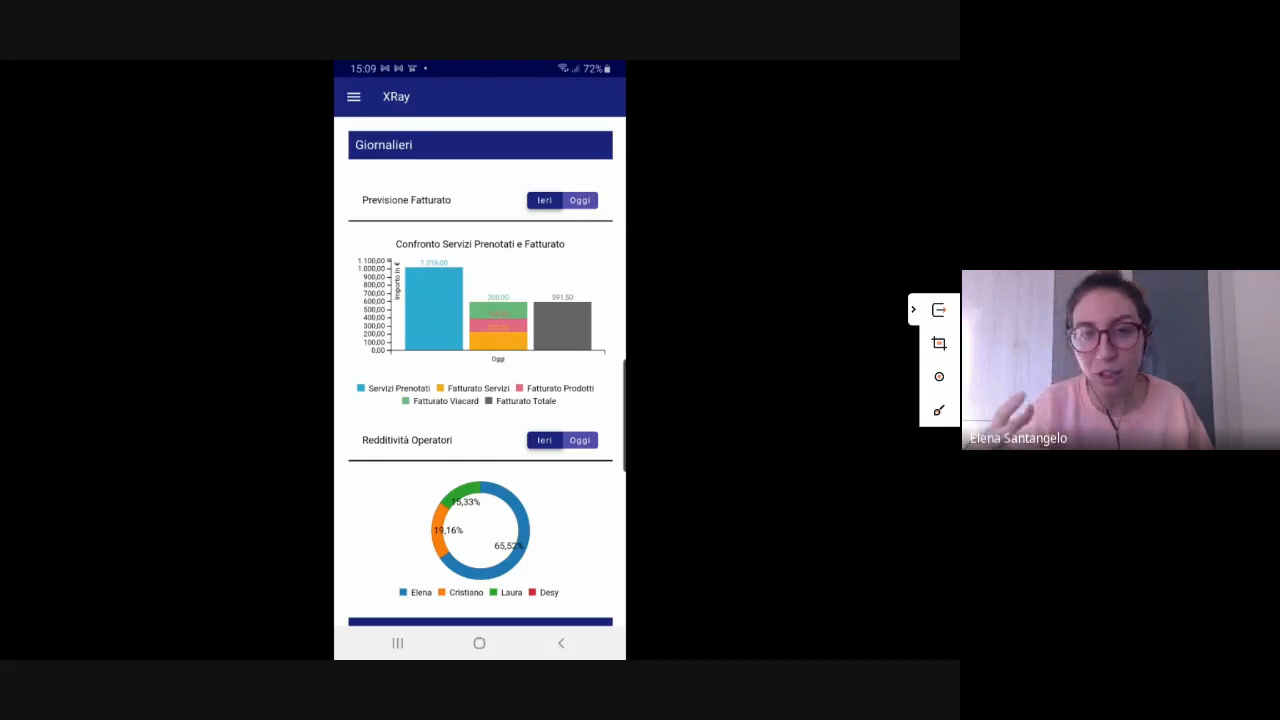 15:09
72%
XRay
Giornalieri
Previsione Fatturato
Ieri Oggi
Confronto Servizi Prenotati e Fatturato
1.100,00
1.000,00
900,00
800,00
700,00
600,00
500,00
400,00
300,00
200,00
100,00
0,00
Importo in €
1.016,00
200,00
591,50
Oggi
Servizi Prenotati Fatturato Servizi Fatturato Prodotti
Fatturato Viacard Fatturato Totale
Redditività Operatori
Ieri Oggi
15,33%
19,16%
65,52%
Elena Cristiano Laura Desy
Elena Santangelo